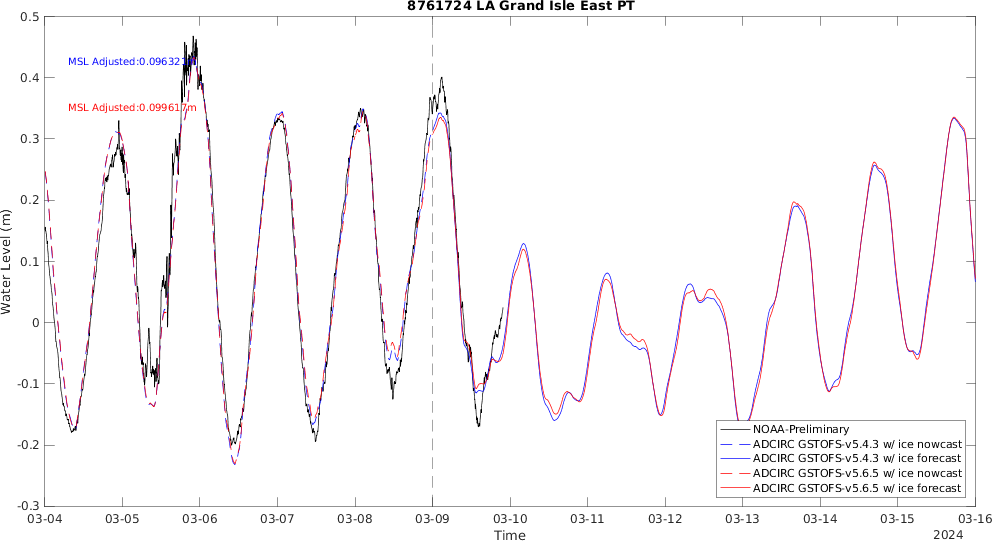 8761724 LA Grand Isle East PT
0.5
MSL Adjusted:0.096321
0.4
MSL Adjusted:0.099617m
0.3
0.2
0.1
0
-0.1
-0.2
-0.3
Water Level (m)
NOAA-Preliminary
ADCIRC GSTOFS-v5.4.3 w/ ice nowcast
ADCIRC GSTOFS-v5.4.3 w/ ice forecast
ADCIRC GSTOFS-v5.6.5 w/ ice nowcast
ADCIRC GSTOFS-v5.6.5 w/ ice forecast
03-04 03-05 03-06 03-07 03-08 03-09 03-10 03-11 03-12 03-13 03-14 03-15 03-16
Time
2024